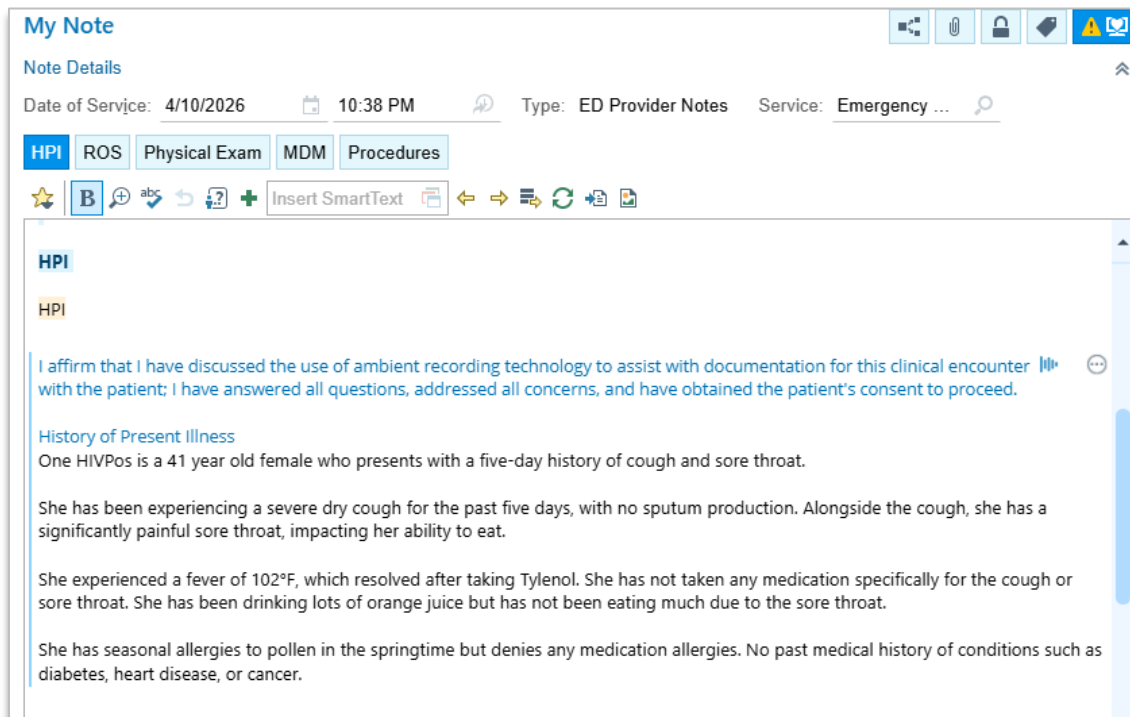 My Note
Note Details
Date of Service: 4/10/2026 10:38 PM Type: ED Provider Notes Service: Emergency ...
HPI ROS Physical Exam MDM Procedures
B abc Insert SmartText
HPI
HPI
I affirm that I have discussed the use of ambient recording technology to assist with documentation for this clinical encounter
with the patient; I have answered all questions, addressed all concerns, and have obtained the patient's consent to proceed.
History of Present Illness
One HIVPos is a 41 year old female who presents with a five-day history of cough and sore throat.
She has been experiencing a severe dry cough for the past five days, with no sputum production. Alongside the cough, she has a
significantly painful sore throat, impacting her ability to eat.
She experienced a fever of 102°F, which resolved after taking Tylenol. She has not taken any medication specifically for the cough or
sore throat. She has been drinking lots of orange juice but has not been eating much due to the sore throat.
She has seasonal allergies to pollen in the springtime but denies any medication allergies. No past medical history of conditions such as
diabetes, heart disease, or cancer.